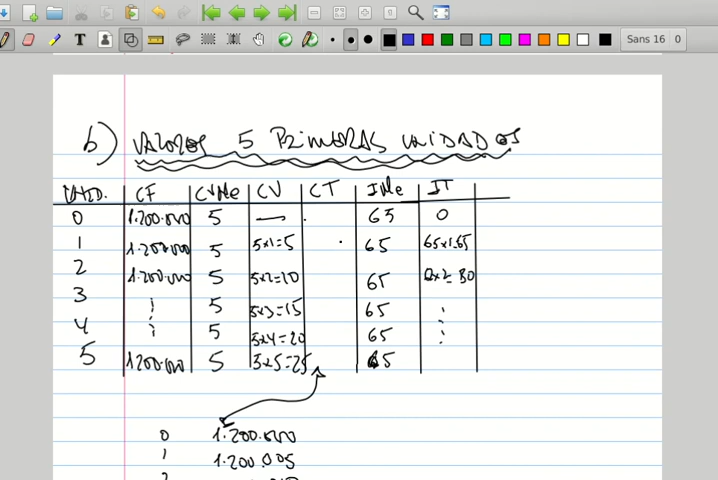 Sans 16 0
b) VALORES 5 PRIMERAS UNIDADES
UNID. CF CVMe CV CT IMe IT
0 1.200.000 5 — 65 0
1 1.200.000 5 5x1=5 65 65x1=65
2 1.200.000 5 5x2=10 65
3 5 5x3=15 65
4 5 5x4=20 65
5 1200.000 5 5x5=25 65
0 1.200.000
1 1.200.005
2